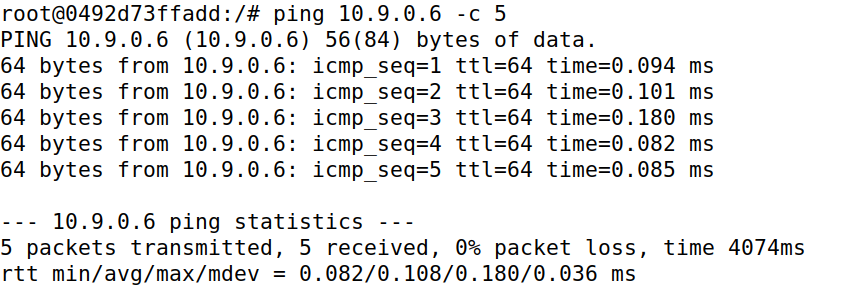 root@0492d73ffadd:/# ping 10.9.0.6 -c 5
PING 10.9.0.6 (10.9.0.6) 56(84) bytes of data.
64 bytes from 10.9.0.6: icmp_seq=1 ttl=64 time=0.094 ms
64 bytes from 10.9.0.6: icmp_seq=2 ttl=64 time=0.101 ms
64 bytes from 10.9.0.6: icmp_seq=3 ttl=64 time=0.180 ms
64 bytes from 10.9.0.6: icmp_seq=4 ttl=64 time=0.082 ms
64 bytes from 10.9.0.6: icmp_seq=5 ttl=64 time=0.085 ms
--- 10.9.0.6 ping statistics ---
5 packets transmitted, 5 received, 0% packet loss, time 4074ms
rtt min/avg/max/mdev = 0.082/0.108/0.180/0.036 ms